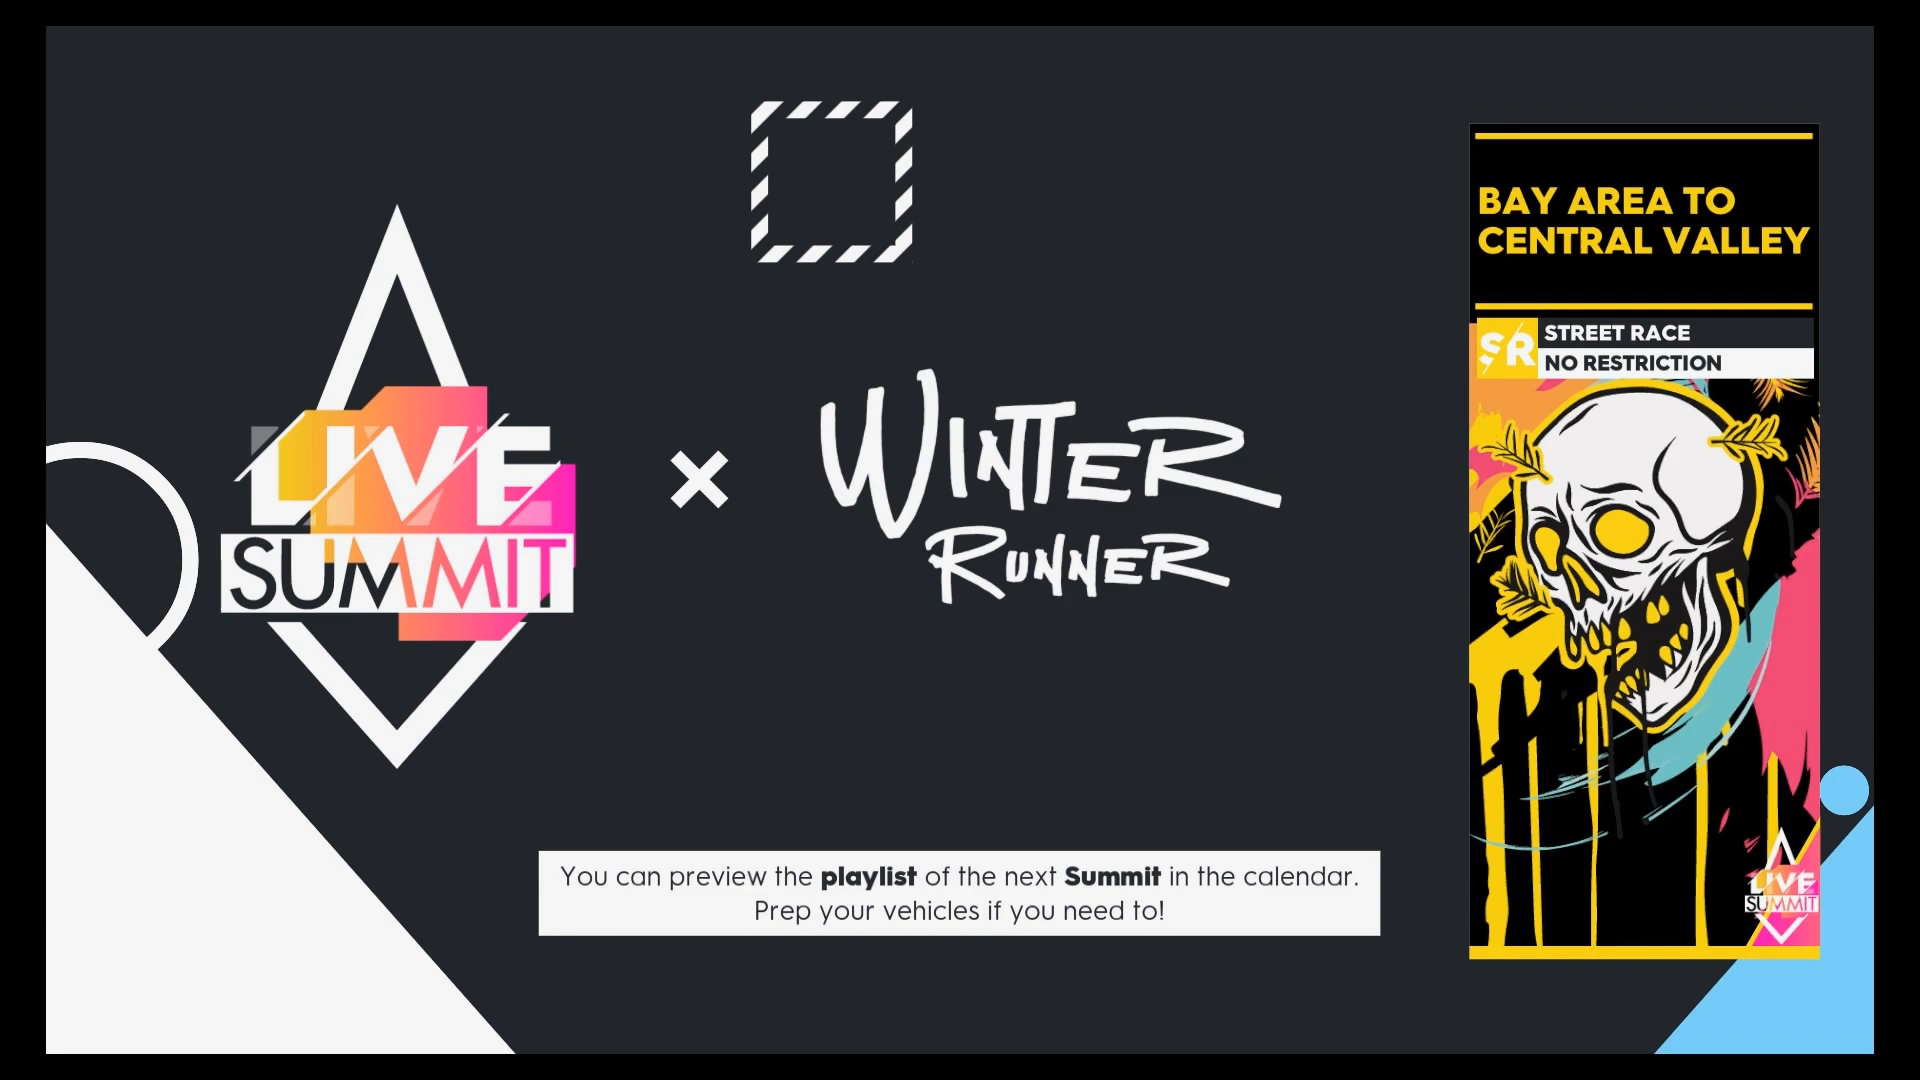 LIVE
SUMMIT
×
WINTER
RUNNER
BAY AREA TO
CENTRAL VALLEY
SR
STREET RACE
NO RESTRICTION
LIVE
SUMMIT
You can preview the playlist of the next Summit in the calendar.
Prep your vehicles if you need to!